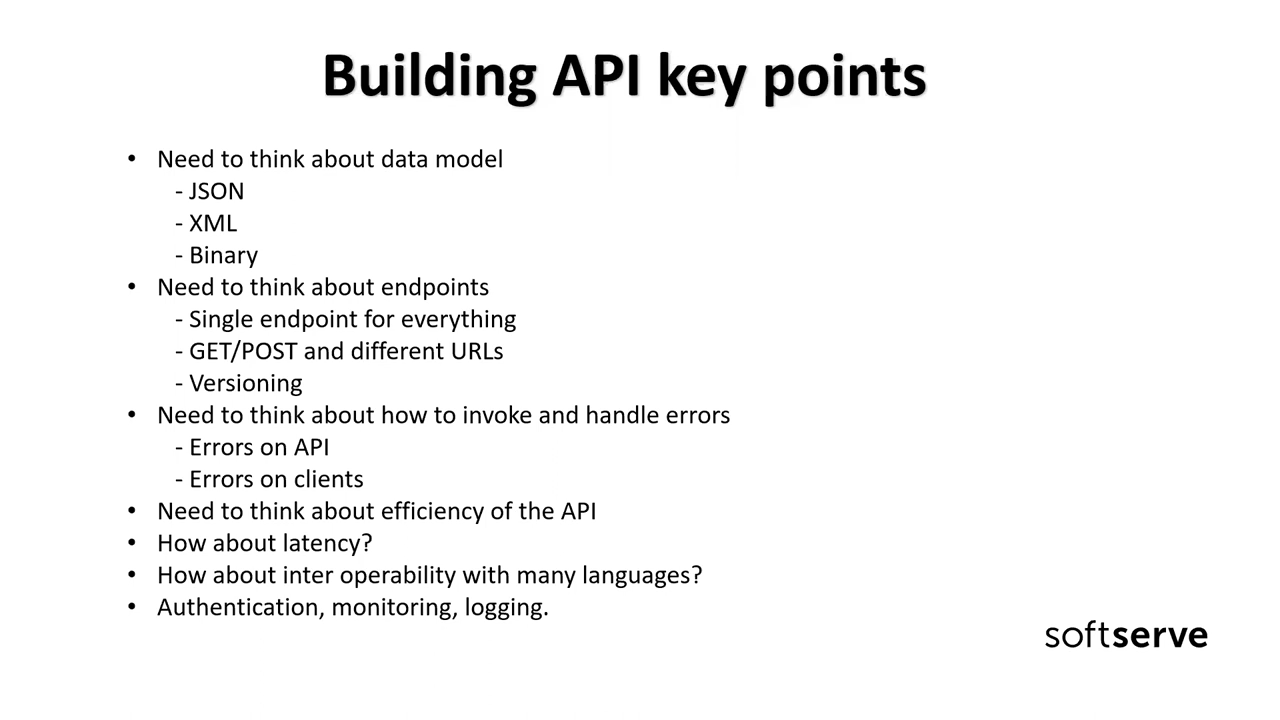 Building API key points
• Need to think about data model
- JSON
- XML
- Binary
• Need to think about endpoints
- Single endpoint for everything
- GET/POST and different URLs
- Versioning
• Need to think about how to invoke and handle errors
- Errors on API
- Errors on clients
• Need to think about efficiency of the API
• How about latency?
• How about inter operability with many languages?
• Authentication, monitoring, logging.
softserve